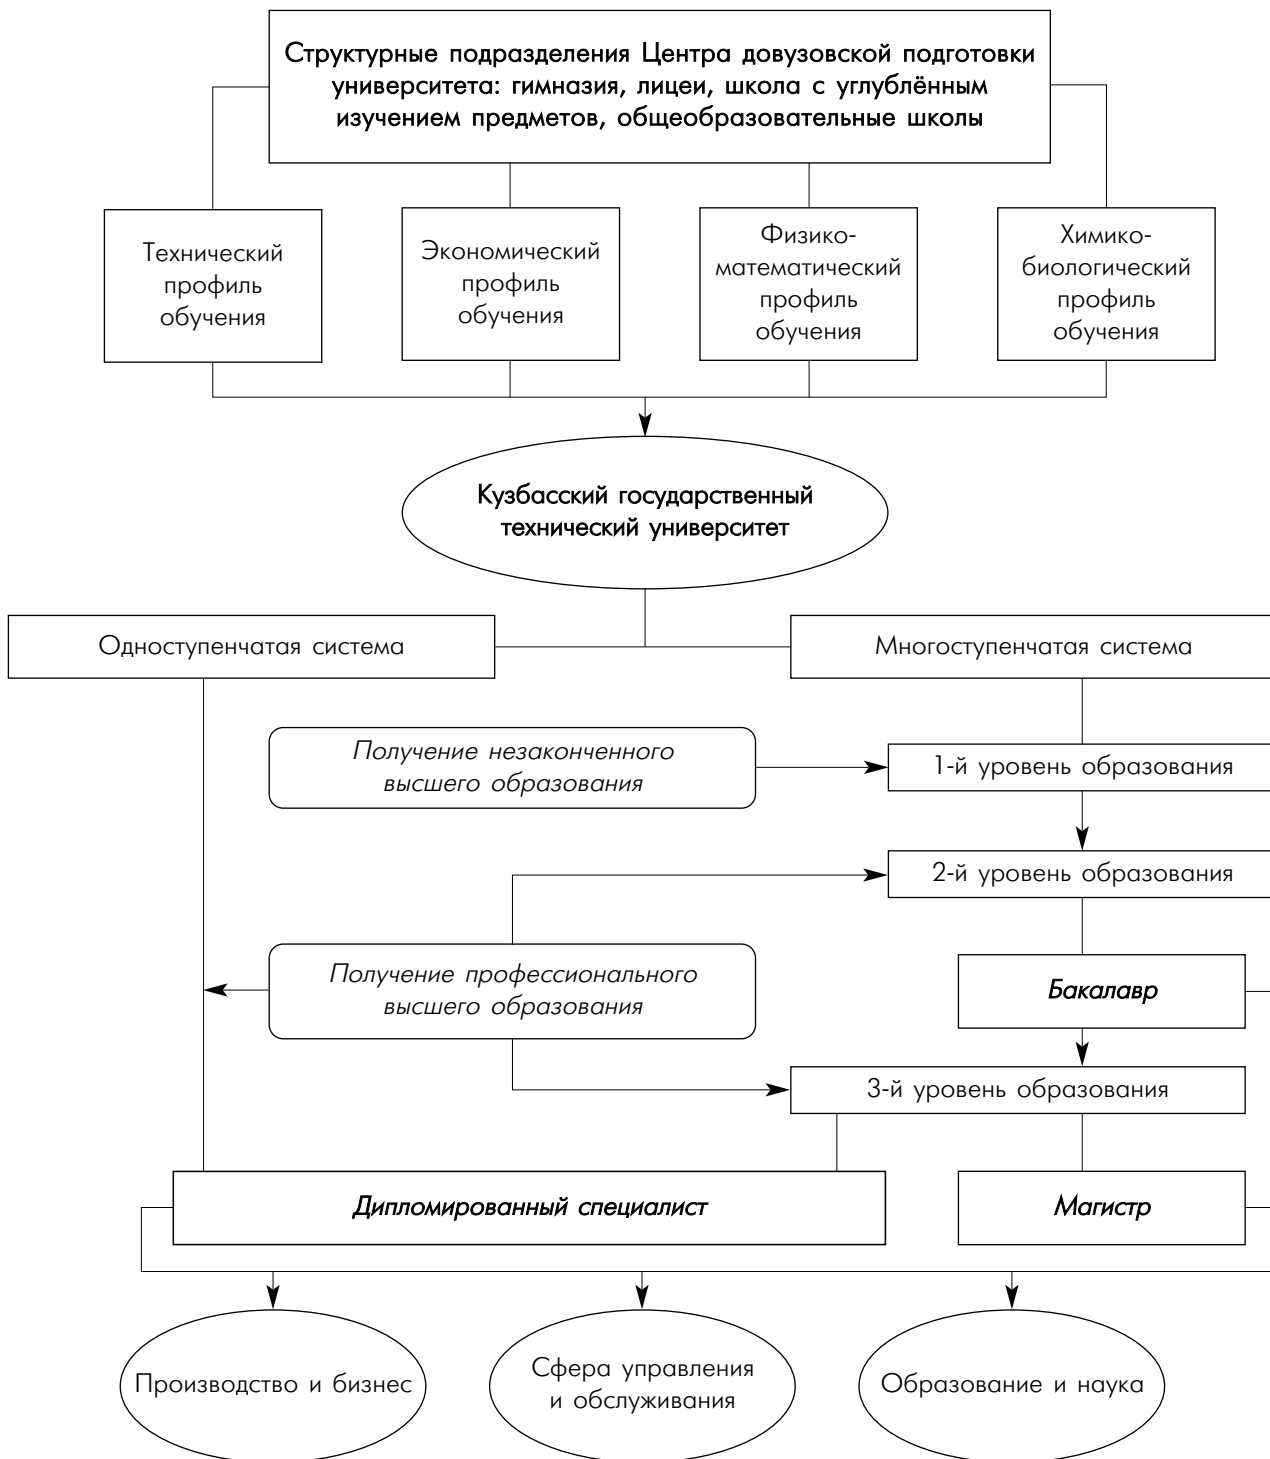 Структурные подразделения Центра довузовской подготовки
университета: гимназия, лицеи, школа с углублённым
изучением предметов, общеобразовательные школы
Технический
профиль
обучения
Экономический
профиль
обучения
Физико-
математический
профиль
обучения
Химико-
биологический
профиль
обучения
Кузбасский государственный
технический университет
Одноступенчатая система
Многоступенчатая система
Получение незаконченного
высшего образования
1-й уровень образования
2-й уровень образования
Получение профессионального
высшего образования
Бакалавр
3-й уровень образования
Дипломированный специалист
Магистр
Производство и бизнес
Сфера управления
и обслуживания
Образование и наука